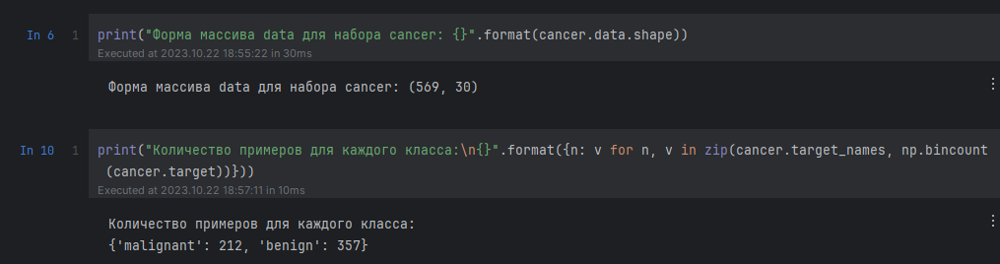 In 6 1 print("Форма массива data для набора cancer: {}".format(cancer.data.shape))
Executed at 2023.10.22 18:55:22 in 30ms
Форма массива data для набора cancer: (569, 30)
In 10 1 print("Количество примеров для каждого класса:\n{}".format({n: v for n, v in zip(cancer.target_names, np.bincount
(cancer.target))}))
Executed at 2023.10.22 18:57:11 in 10ms
Количество примеров для каждого класса:
{'malignant': 212, 'benign': 357}